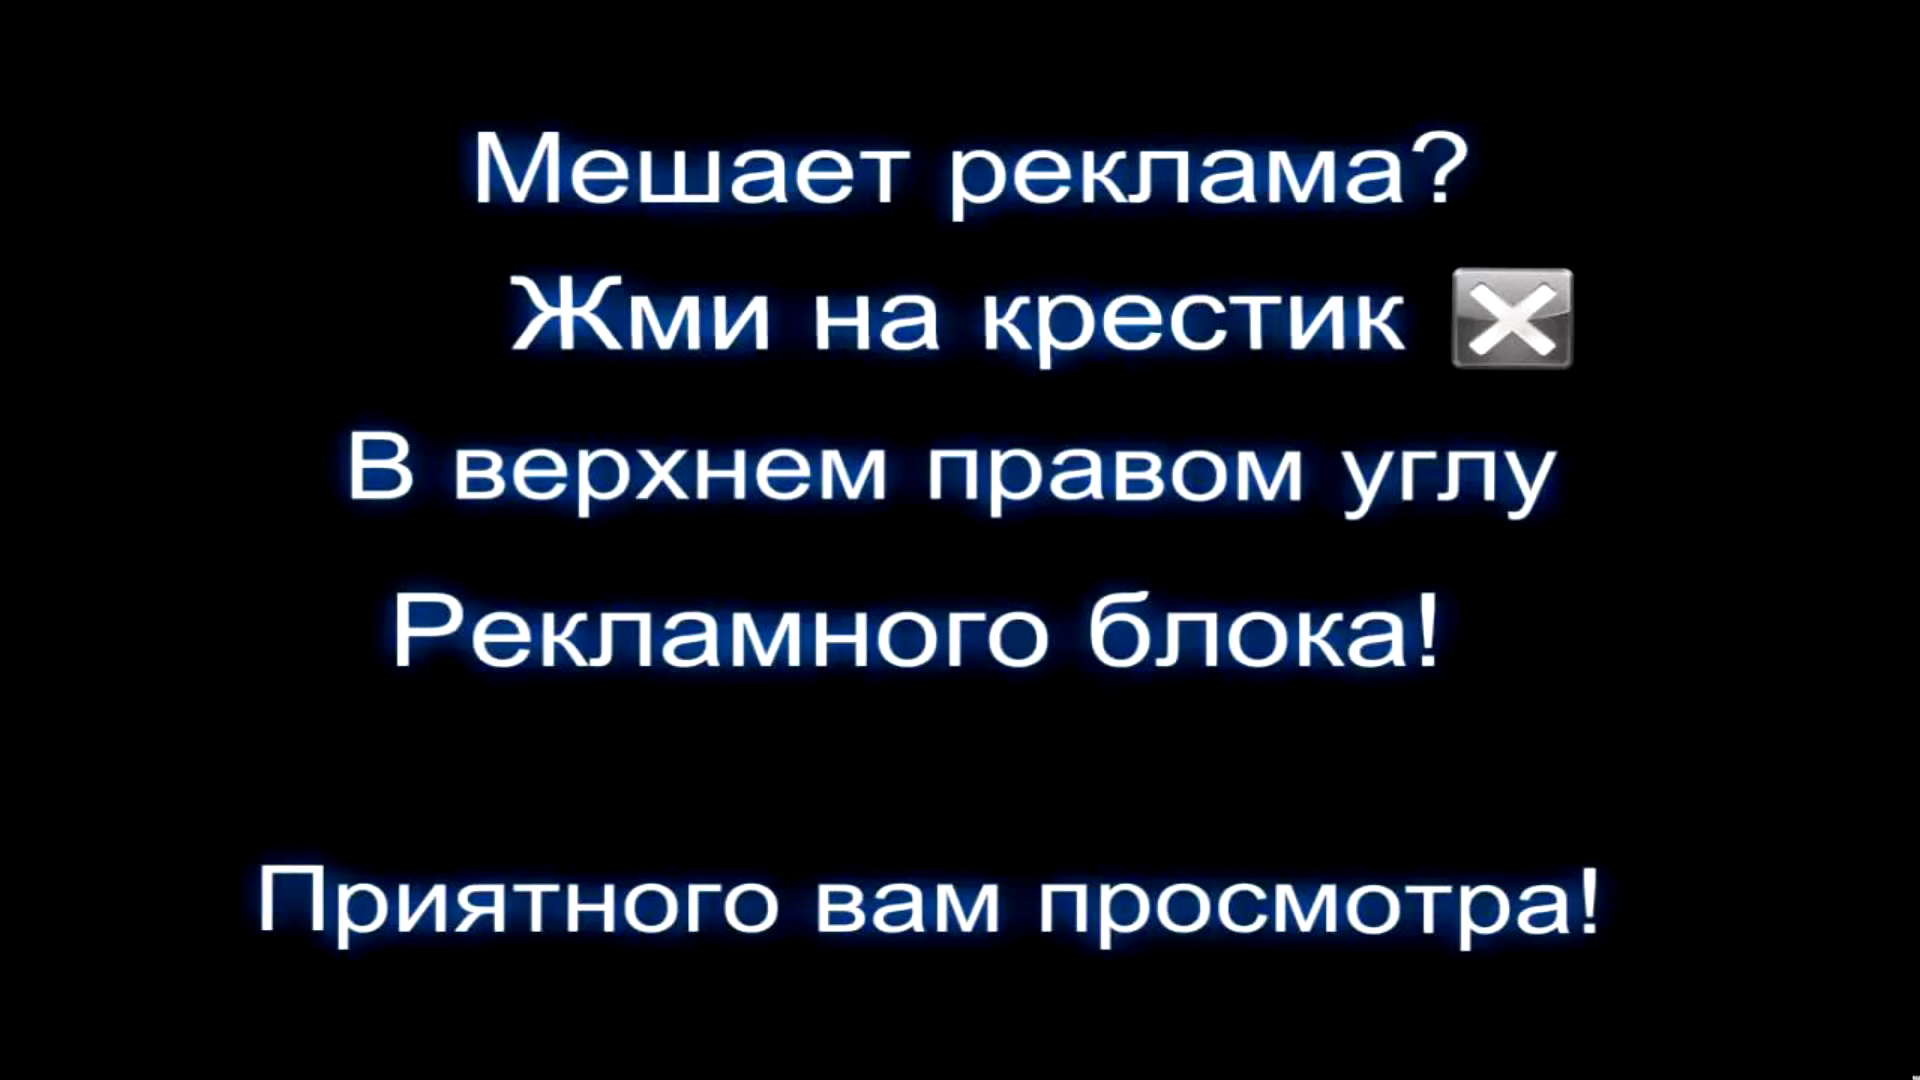 Мешает реклама?
Жми на крестик
В верхнем правом углу
Рекламного блока!
Приятного вам просмотра!